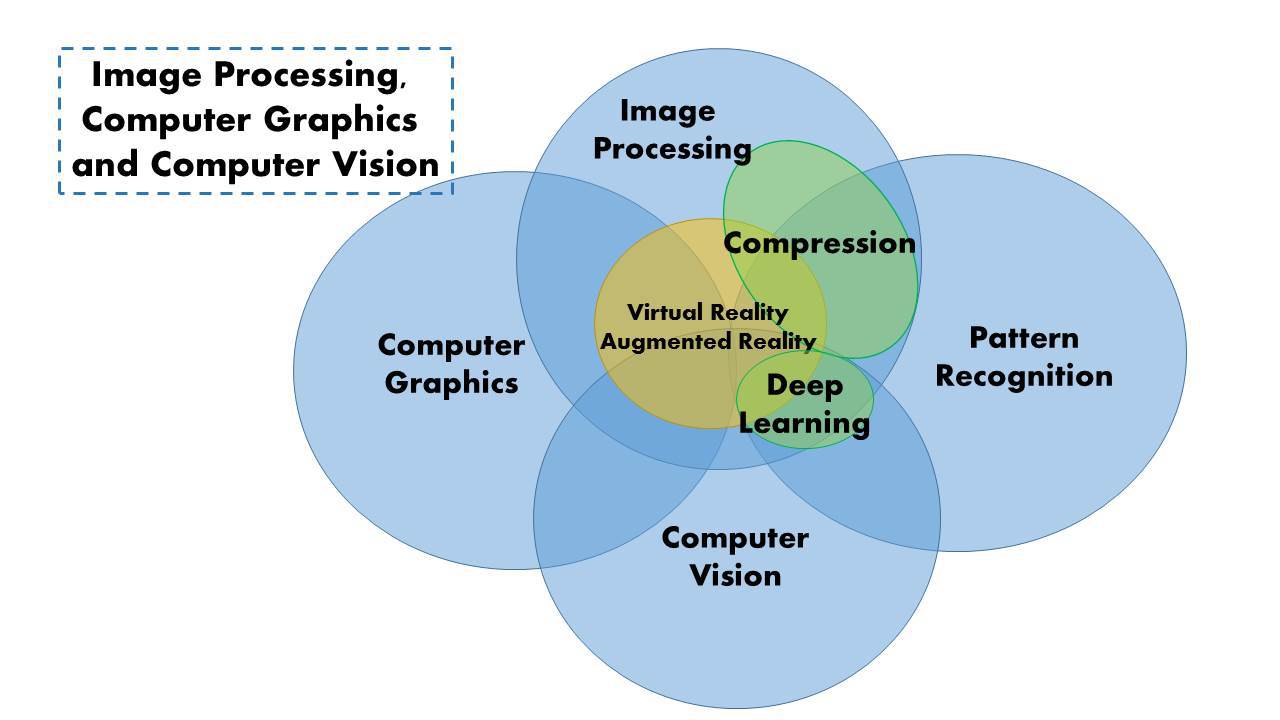 Image Processing,
Computer Graphics
and Computer Vision
Image
Processing
Compression
Virtual Reality
Augmented Reality
Computer
Graphics
Pattern
Recognition
Deep
Learning
Computer
Vision